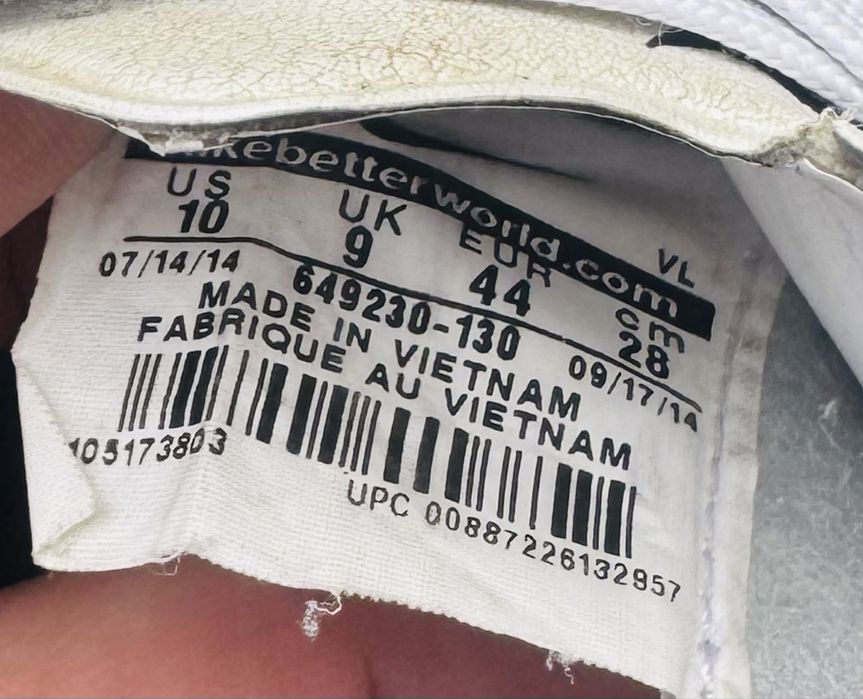 nikebetterworld.com
VL
US UK EUR cm
10 9 44 28
07/14/14 649230-130 09/17/14
MADE IN VIETNAM
FABRIQUE AU VIETNAM
105173803
UPC 00887226132957